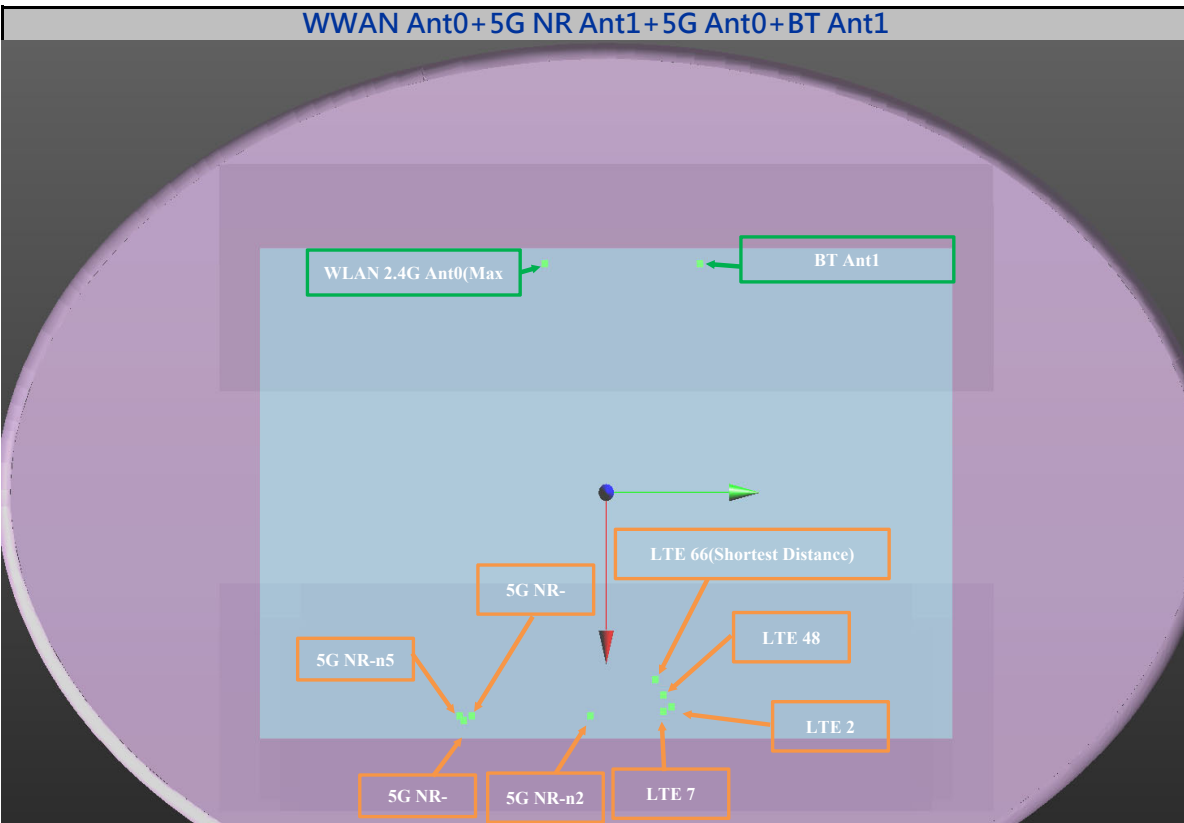 WWAN Ant0+5G NR Ant1+5G Ant0+BT Ant1
WLAN 2.4G Ant0(Max
BT Ant1
LTE 66(Shortest Distance)
5G NR-
LTE 48
5G NR-n5
LTE 2
5G NR-
5G NR-n2
LTE 7